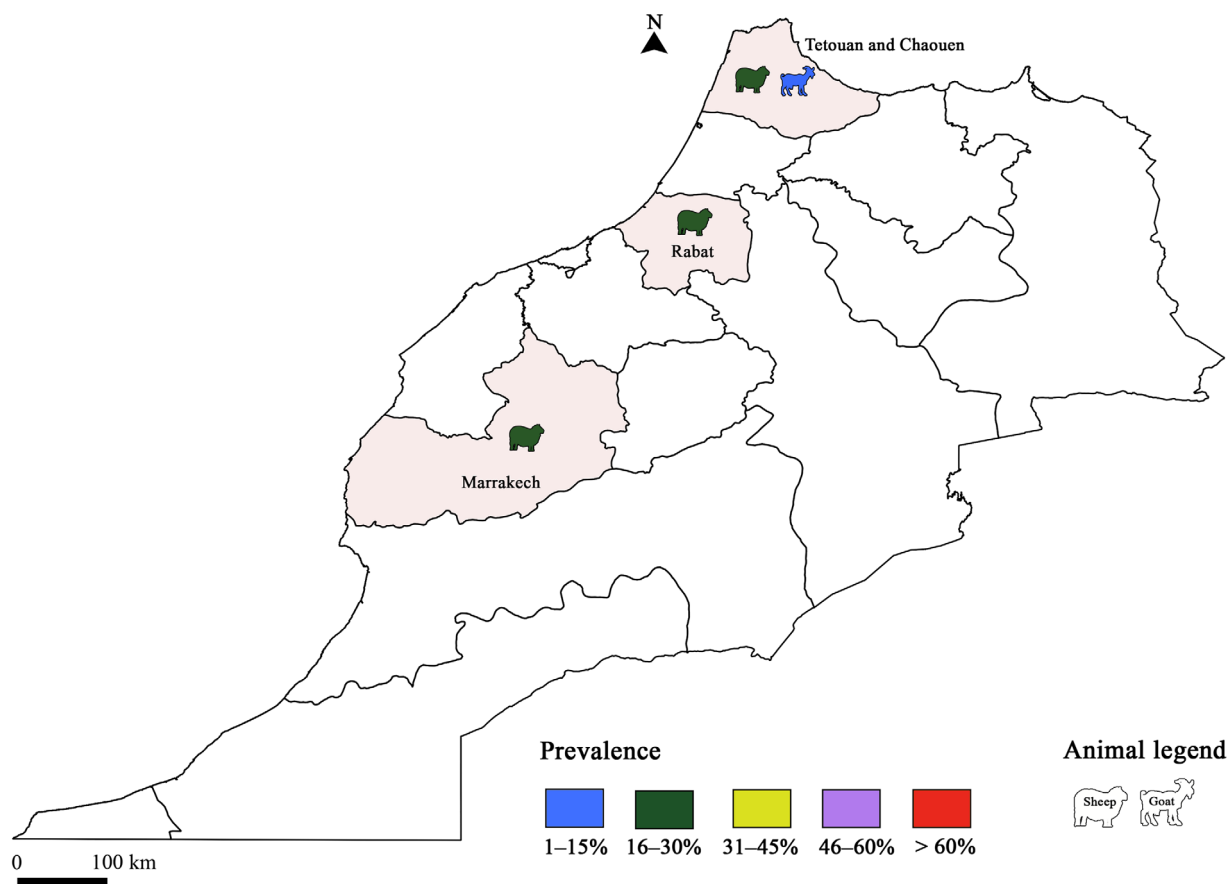 N
Tetouan and Chaouen
Rabat
Marrakech
Prevalence
1–15%
16–30%
31–45%
46–60%
> 60%
Animal legend
Sheep
Goat
0
100 km